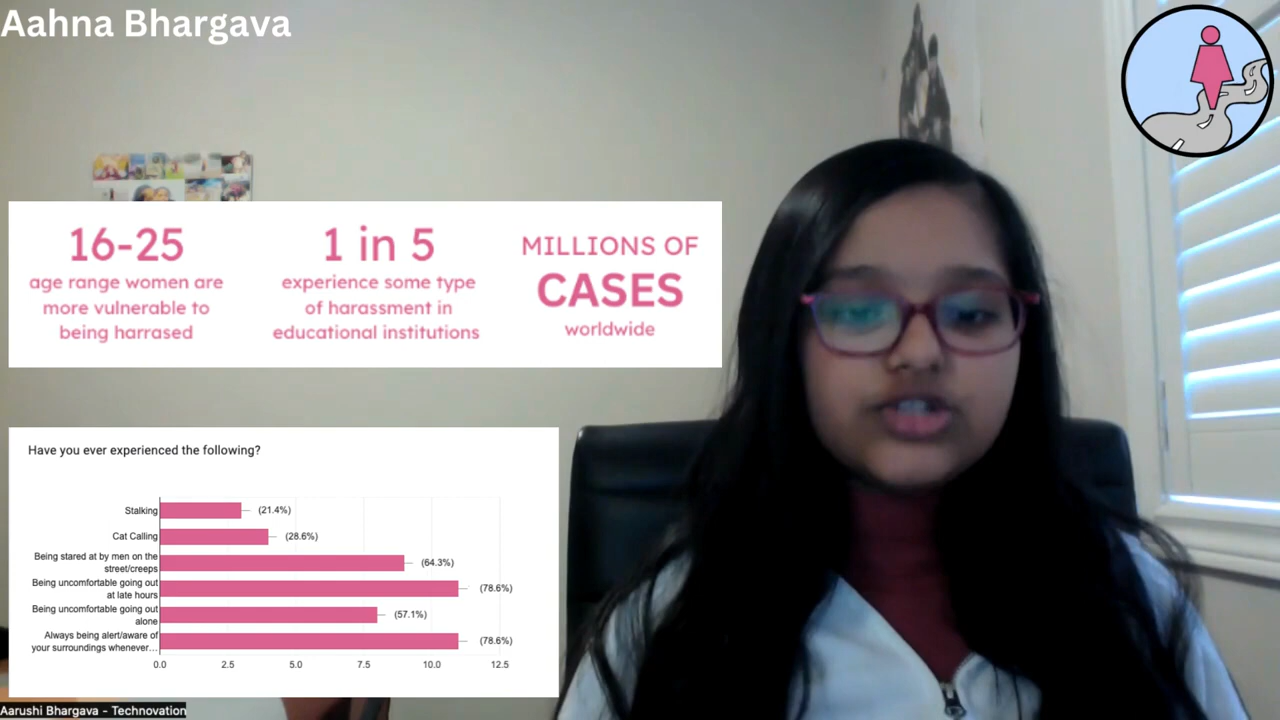 Aahna Bhargava
16-25
age range women are
more vulnerable to
being harrased
1 in 5
experience some type
of harassment in
educational institutions
MILLIONS OF
CASES
worldwide
Have you ever experienced the following?
Stalking
(21.4%)
Cat Calling
(28.6%)
Being stared at by men on the
street/creeps
(64.3%)
Being uncomfortable going out
at late hours
(78.6%)
Being uncomfortable going out
alone
(57.1%)
Always being alert/aware of
your surroundings whenever...
(78.6%)
0.0 2.5 5.0 7.5 10.0 12.5
Aarushi Bhargava - Technovation